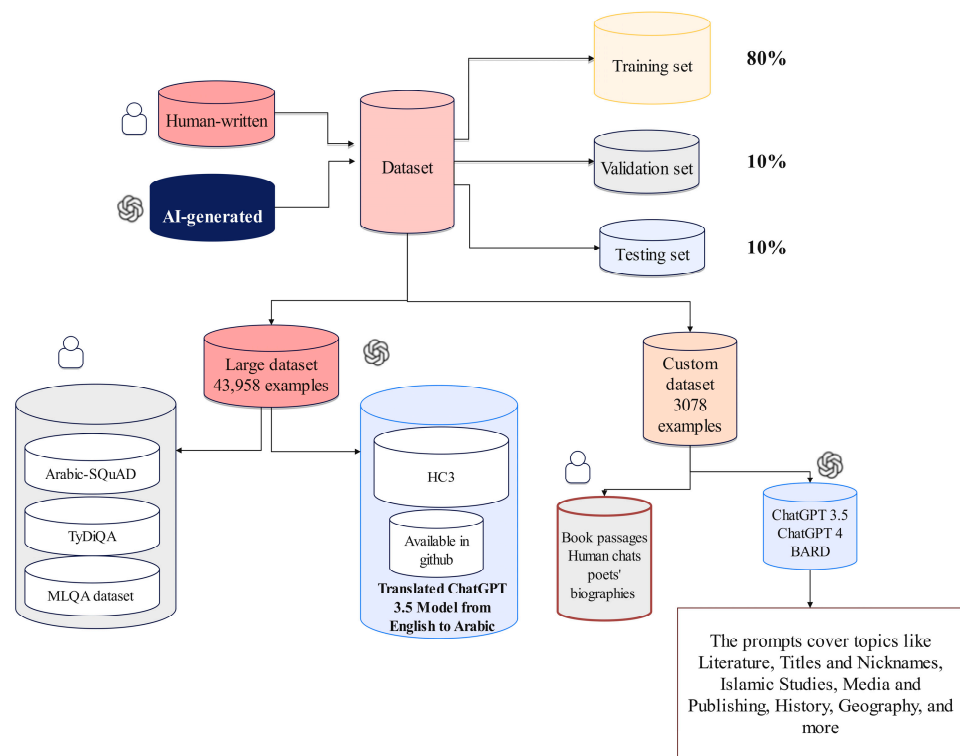 Training set
80%
Human-written
Dataset
Validation set
10%
AI-generated
Testing set
10%
Large dataset
43,958 examples
Custom
dataset
3078
examples
Arabic-SQuAD
TyDiQA
MLQA dataset
HC3
Available in
github
Translated ChatGPT
3.5 Model from
English to Arabic
Book passages
Human chats
poets'
biographies
ChatGPT 3.5
ChatGPT 4
BARD
The prompts cover topics like
Literature, Titles and Nicknames,
Islamic Studies, Media and
Publishing, History, Geography, and
more